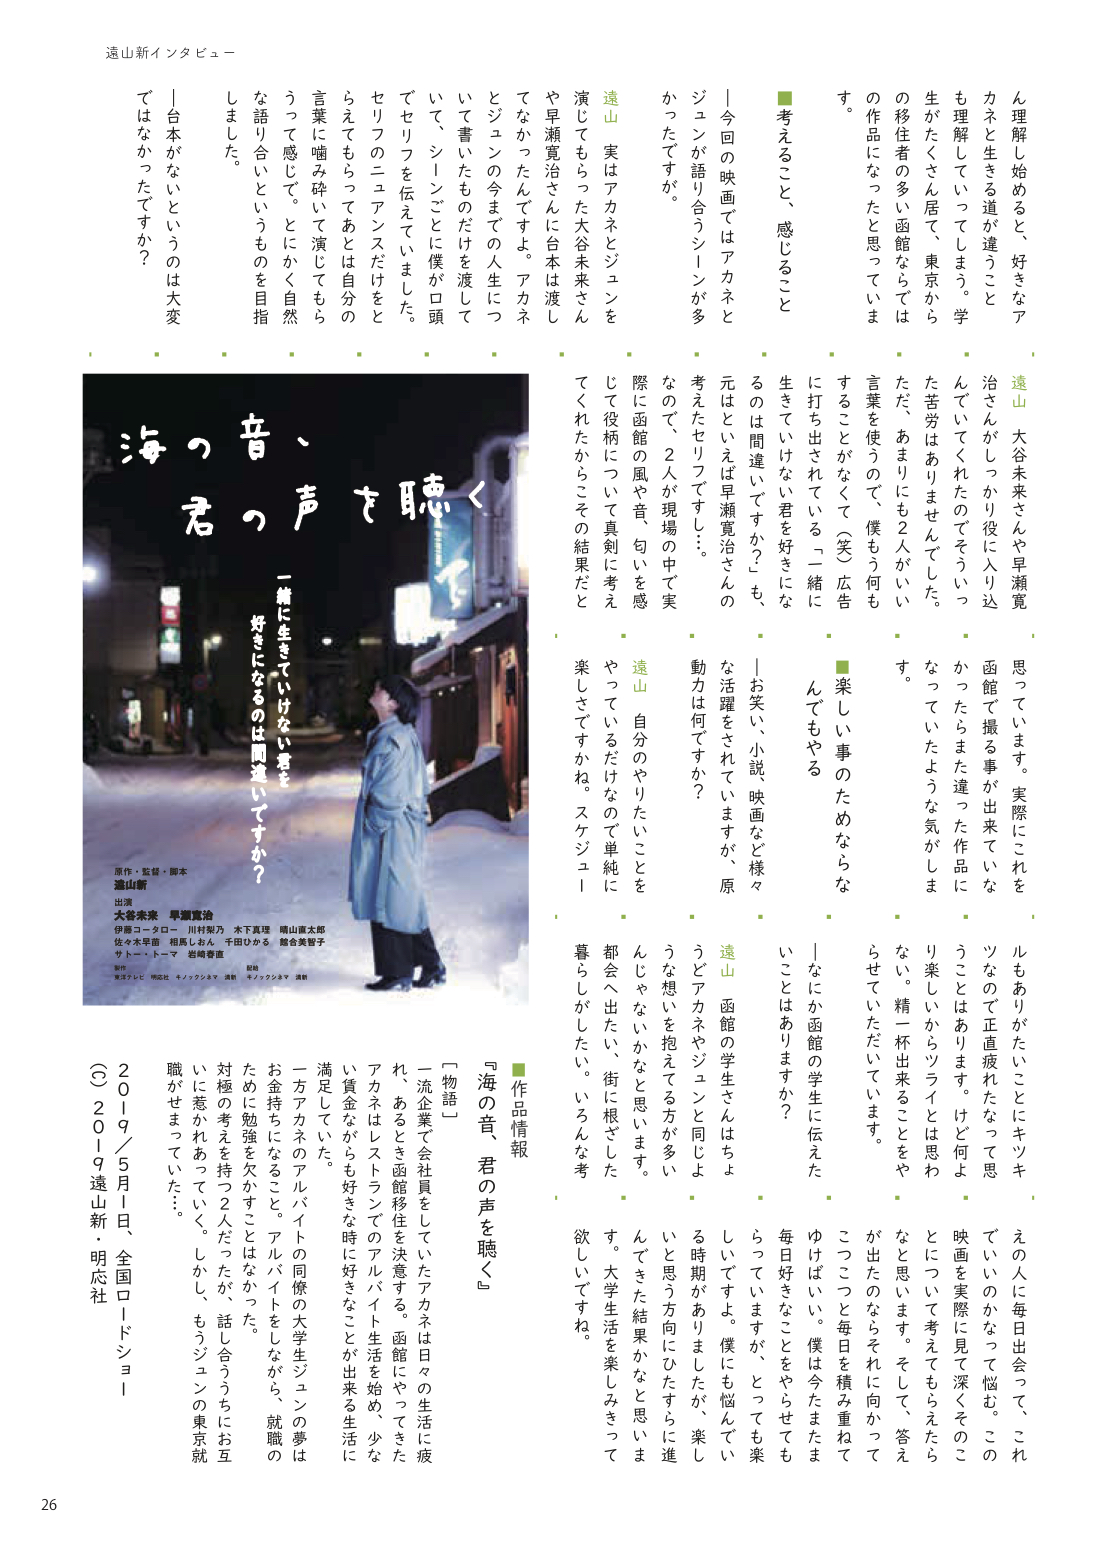 遠山新インタビュー
ん理解し始めると、好きなア
カネと生きる道が違うこと
も理解していってしまう。学
生がたくさん居て、東京から
の移住者の多い函館ならでは
の作品になったと思っていま
す。
■考えること、感じること
―今回の映画ではアカネと
ジュンが語り合うシーンが多
かったですが。
遠山　実はアカネとジュンを
演じてもらった大谷未来さん
や早瀬寛治さんに台本は渡し
てなかったんですよ。アカネ
とジュンの今までの人生につ
いて書いたものだけを渡して
いて、シーンごとに僕が口頭
でセリフを伝えていました。
セリフのニュアンスだけをと
らえてもらってあとは自分の
言葉に噛み砕いて演じてもら
うって感じで。とにかく自然
な語り合いというものを目指
しました。
―台本がないというのは大変
ではなかったですか？
遠山　大谷未来さんや早瀬寛
治さんがしっかり役に入り込
んでいてくれたのでそういっ
た苦労はありませんでした。
ただ、あまりにも２人がいい
言葉を使うので、僕もう何も
することがなくて（笑）広告
に打ち出されている「一緒に
生きていけない君を好きにな
るのは間違いですか？」も、
元はといえば早瀬寛治さんの
考えたセリフですし…。
なので、２人が現場の中で実
際に函館の風や音、匂いを感
じて役柄について真剣に考え
てくれたからこその結果だと
思っています。実際にこれを
函館で撮る事が出来ていな
かったらまた違った作品に
なっていたような気がしま
す。
■楽しい事のためならな
んでもやる
―お笑い、小説、映画など様々
な活躍をされていますが、原
動力は何ですか？
遠山　自分のやりたいことを
やっているだけなので単純に
楽しさですかね。スケジュー
ルもありがたいことにキツキ
ツなので正直疲れたなって思
うことはあります。けど何よ
り楽しいからツライとは思わ
ない。精一杯出来ることをや
らせていただいています。
―なにか函館の学生に伝えた
いことはありますか？
遠山　函館の学生さんはちょ
うどアカネやジュンと同じよ
うな想いを抱えてる方が多い
んじゃないかなと思います。
都会へ出たい、街に根ざした
暮らしがしたい。いろんな考
えの人に毎日出会って、これ
でいいのかなって悩む。この
映画を実際に見て深くそのこ
とについて考えてもらえたら
なと思います。そして、答え
が出たのならそれに向かって
こつこつと毎日を積み重ねて
ゆけばいい。僕は今たまたま
毎日好きなことをやらせても
らっていますが、とっても楽
しいですよ。僕にも悩んでい
る時期がありましたが、楽し
いと思う方向にひたすらに進
んできた結果かなと思いま
す。大学生活を楽しみきって
欲しいですね。
海の音、
君の声を聴く
一緒に生きていけない君を
好きになるのは間違いですか？
原作・監督・脚本
遠山新
出演
大谷未来　早瀬寛治
伊藤コータロー　川村梨乃　木下真理　晴山直太郎
佐々木早苗　相馬しおん　千田ひかる　館合美智子
サトー・トーマ　岩崎春直
製作　配給
東洋テレビ　明応社　キノックシネマ　満新　キノックシネマ　満新
■作品情報
『海の音、君の声を聴く』
［物語］
一流企業で会社員をしていたアカネは日々の生活に疲
れ、あるとき函館移住を決意する。函館にやってきた
アカネはレストランでのアルバイト生活を始め、少な
い賃金ながらも好きな時に好きなことが出来る生活に
満足していた。
一方アカネのアルバイトの同僚の大学生ジュンの夢は
お金持ちになること。アルバイトをしながら、就職の
ために勉強を欠かすことはなかった。
対極の考えを持つ２人だったが、話し合ううちにお互
いに惹かれあっていく。しかし、もうジュンの東京就
職がせまっていた…。
２０１９／５月１日、全国ロードショー
（C）２０１９遠山新・明応社
26